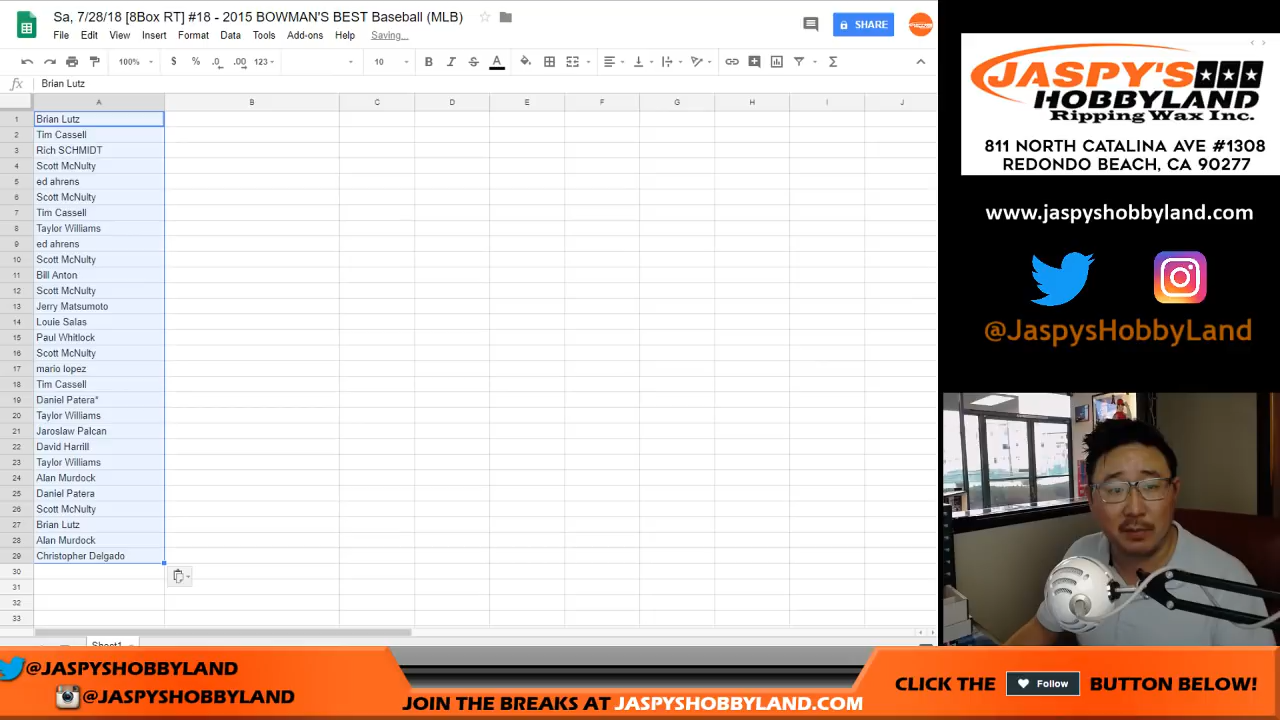 Sa, 7/28/18 [8Box RT] #18 - 2015 BOWMAN'S BEST Baseball (MLB)
File Edit View Insert Format Data Tools Add-ons Help Saving...
SHARE
100% $ % .0 .00 123 10 B I S A
fx Brian Lutz
A B C D E F G H I J
1 Brian Lutz
2 Tim Cassell
3 Rich SCHMIDT
4 Scott McNulty
5 ed ahrens
6 Scott McNulty
7 Tim Cassell
8 Taylor Williams
9 ed ahrens
10 Scott McNulty
11 Bill Anton
12 Scott McNulty
13 Jerry Matsumoto
14 Louie Salas
15 Paul Whitlock
16 Scott McNulty
17 mario lopez
18 Tim Cassell
19 Daniel Patera*
20 Taylor Williams
21 Jaroslaw Palcan
22 David Harrill
23 Taylor Williams
24 Alan Murdock
25 Daniel Patera
26 Scott McNulty
27 Brian Lutz
28 Alan Murdock
29 Christopher Delgado
30
31
32
33
Sheet1
JASPY'S
HOBBYLAND
Ripping Wax Inc.
811 NORTH CATALINA AVE #1308
REDONDO BEACH, CA 90277
www.jaspyshobbyland.com
@JaspysHobbyLand
@JASPYSHOBBYLAND
@JASPYSHOBBYLAND
JOIN THE BREAKS AT JASPYSHOBBYLAND.COM
CLICK THE Follow BUTTON BELOW!